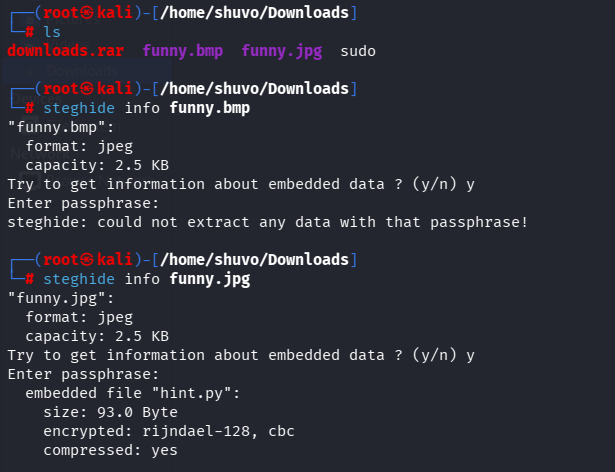 ┌──(root㉿kali)-[/home/shuvo/Downloads]
└─# ls
downloads.rar  funny.bmp  funny.jpg  sudo
┌──(root㉿kali)-[/home/shuvo/Downloads]
└─# steghide info funny.bmp
"funny.bmp":
  format: jpeg
  capacity: 2.5 KB
Try to get information about embedded data ? (y/n) y
Enter passphrase:
steghide: could not extract any data with that passphrase!
┌──(root㉿kali)-[/home/shuvo/Downloads]
└─# steghide info funny.jpg
"funny.jpg":
  format: jpeg
  capacity: 2.5 KB
Try to get information about embedded data ? (y/n) y
Enter passphrase:
  embedded file "hint.py":
    size: 93.0 Byte
    encrypted: rijndael-128, cbc
    compressed: yes